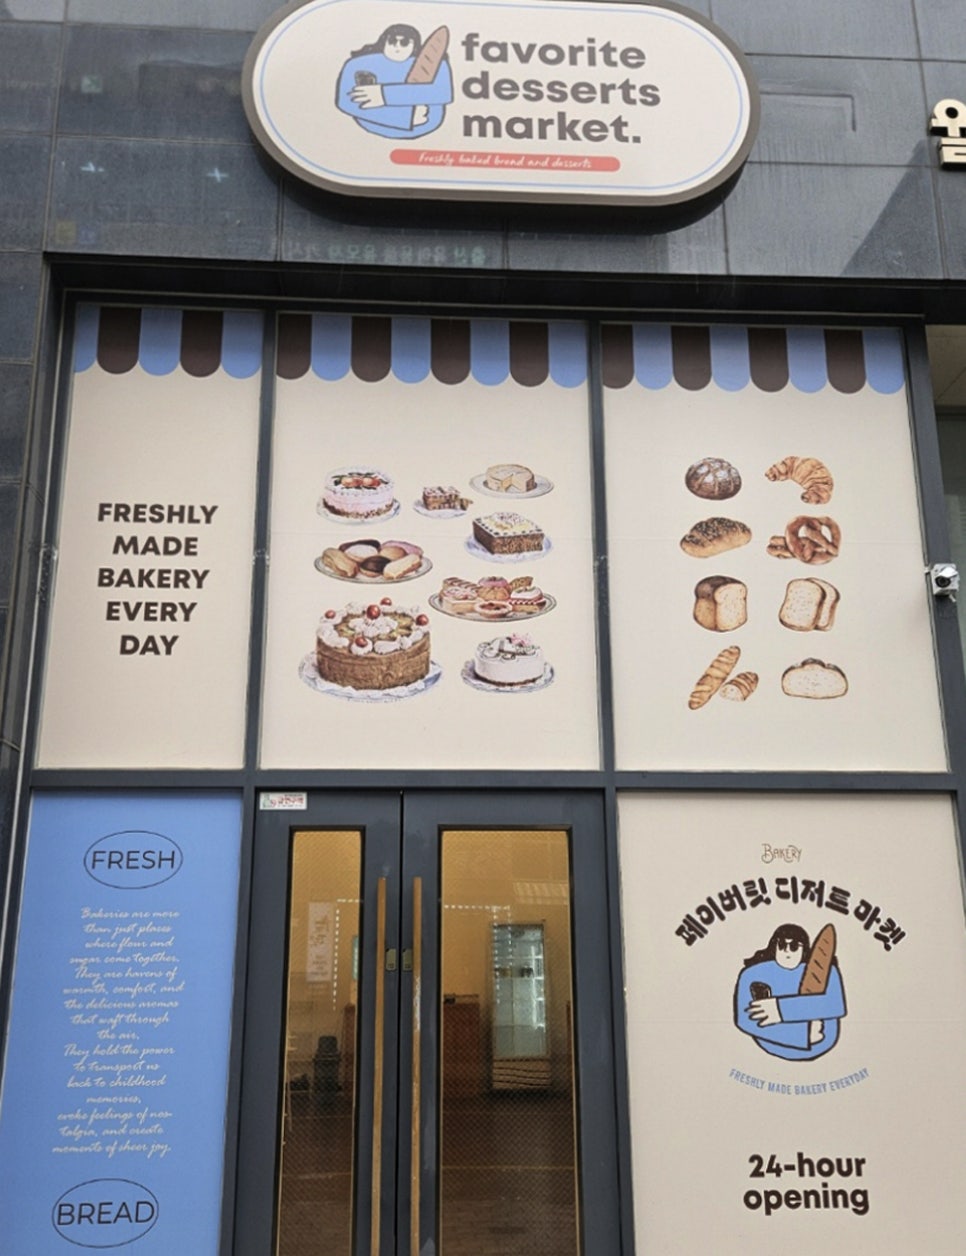 favorite
desserts
market.
Freshly baked bread and desserts
FRESHLY
MADE
BAKERY
EVERY
DAY
FRESH
Bakeries are more
than just places
where flour and
sugar come together.
They are havens of
warmth, comfort, and
the delicious aromas
that waft through
the air.
They hold the power
to transport us
back to childhood
memories,
evoke feelings of nos-
talgia, and create
moments of sheer joy.
BREAD
BAKERY
페이버릿 디저트 마켓
FRESHLY MADE BAKERY EVERYDAY
24-hour
opening